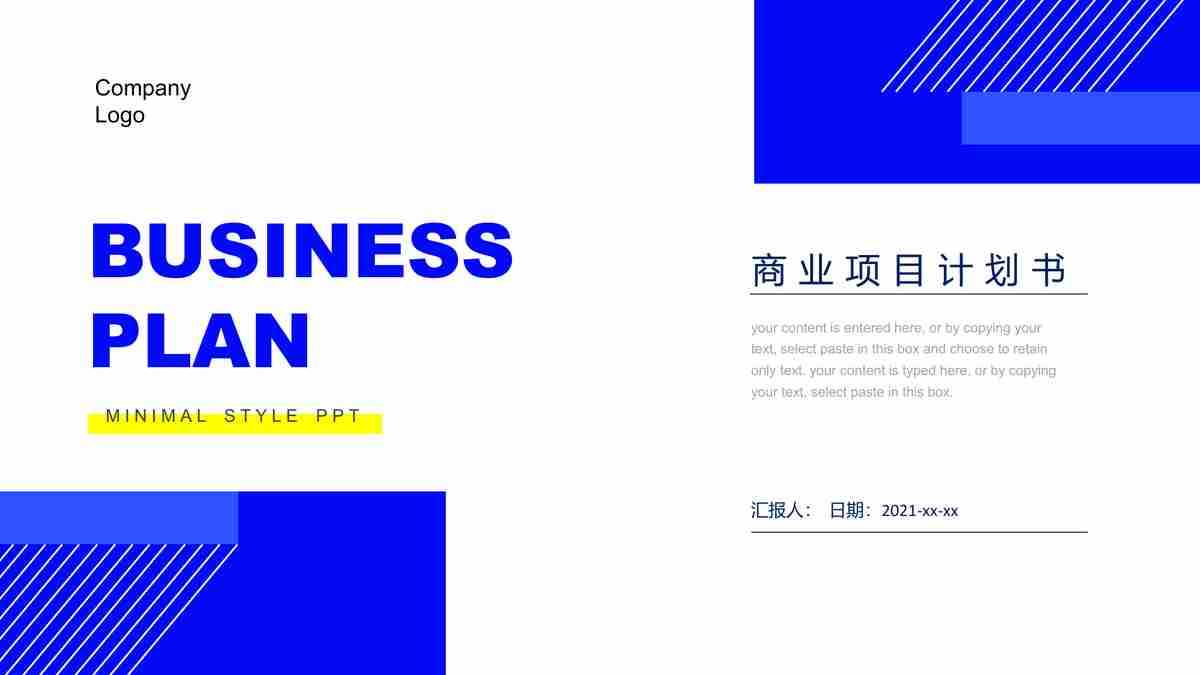 Company
Logo
BUSINESS
PLAN
MINIMAL STYLE PPT
商业项目计划书
your content is entered here, or by copying your
text, select paste in this box and choose to retain
only text. your content is typed here, or by copying
your text, select paste in this box.
汇报人： 日期：2021-xx-xx